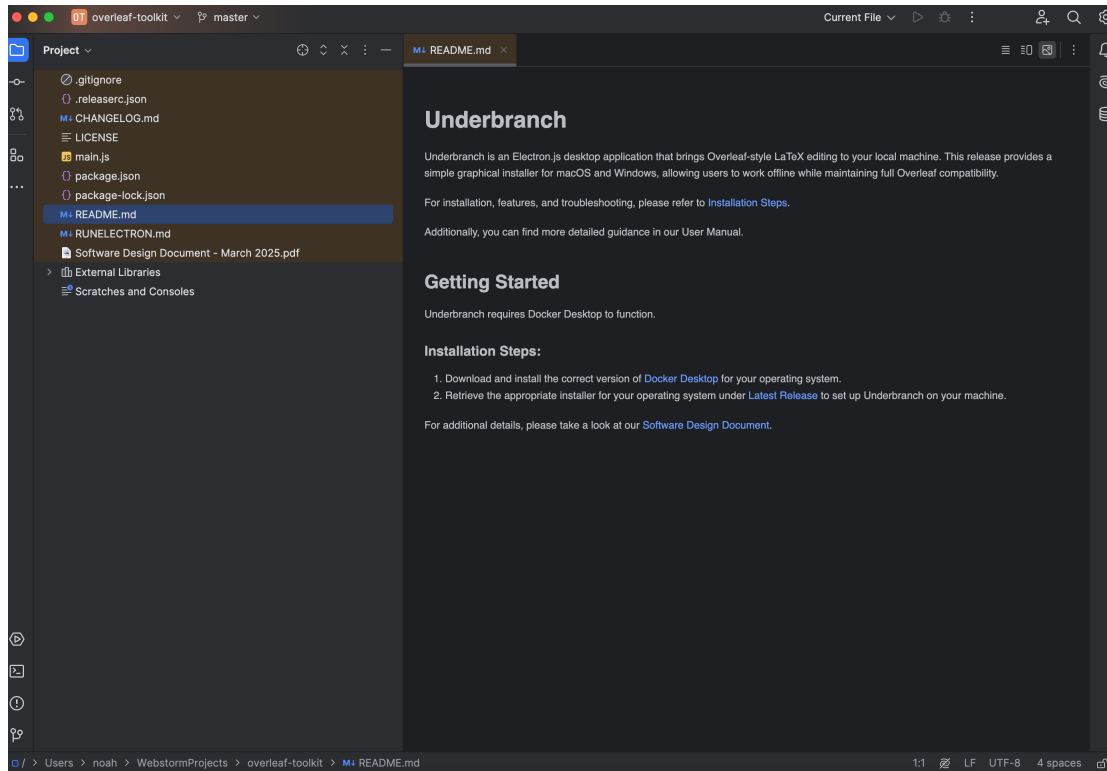 OT overleaf-toolkit master Current File
Project
README.md
.gitignore
{} .releaserc.json
M↓ CHANGELOG.md
LICENSE
JS main.js
{} package.json
{} package-lock.json
M↓ README.md
M↓ RUNELECTRON.md
Software Design Document - March 2025.pdf
External Libraries
Scratches and Consoles
Underbranch
Underbranch is an Electron.js desktop application that brings Overleaf-style LaTeX editing to your local machine. This release provides a
simple graphical installer for macOS and Windows, allowing users to work offline while maintaining full Overleaf compatibility.
For installation, features, and troubleshooting, please refer to Installation Steps.
Additionally, you can find more detailed guidance in our User Manual.
Getting Started
Underbranch requires Docker Desktop to function.
Installation Steps:
1. Download and install the correct version of Docker Desktop for your operating system.
2. Retrieve the appropriate installer for your operating system under Latest Release to set up Underbranch on your machine.
For additional details, please take a look at our Software Design Document.
/ > Users > noah > WebstormProjects > overleaf-toolkit > M↓ README.md 1:1 LF UTF-8 4 spaces